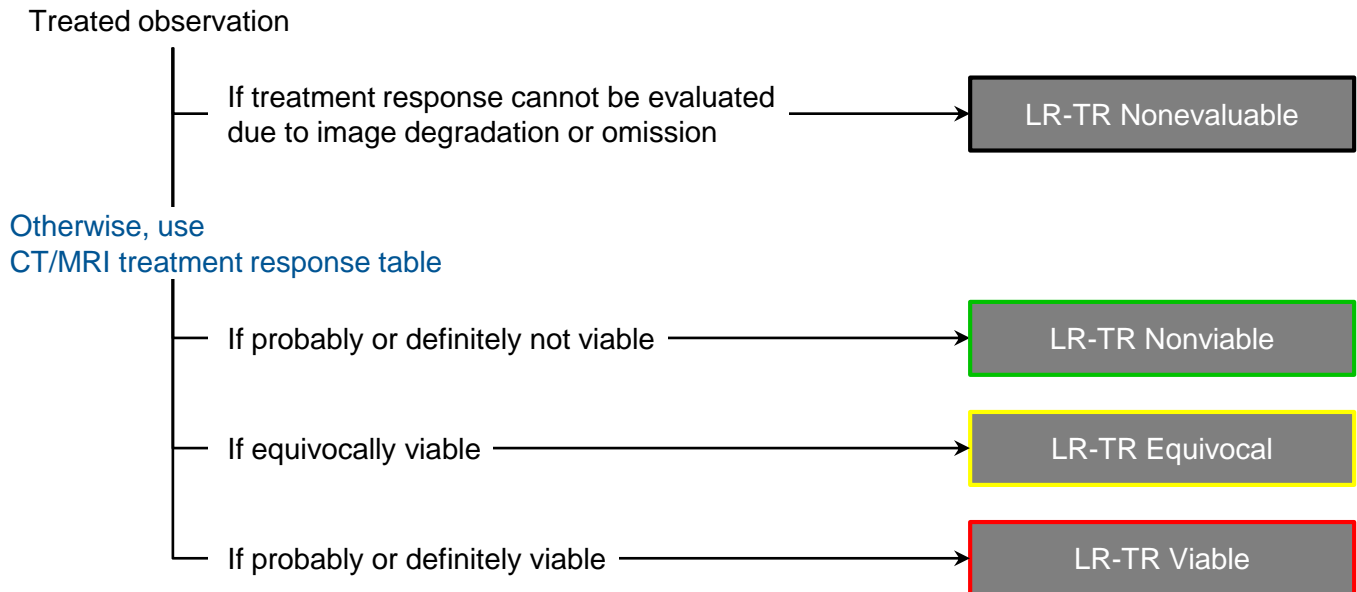 Treated observation
If treatment response cannot be evaluated
due to image degradation or omission
LR-TR Nonevaluable
Otherwise, use
CT/MRI treatment response table
If probably or definitely not viable
LR-TR Nonviable
If equivocally viable
LR-TR Equivocal
If probably or definitely viable
LR-TR Viable